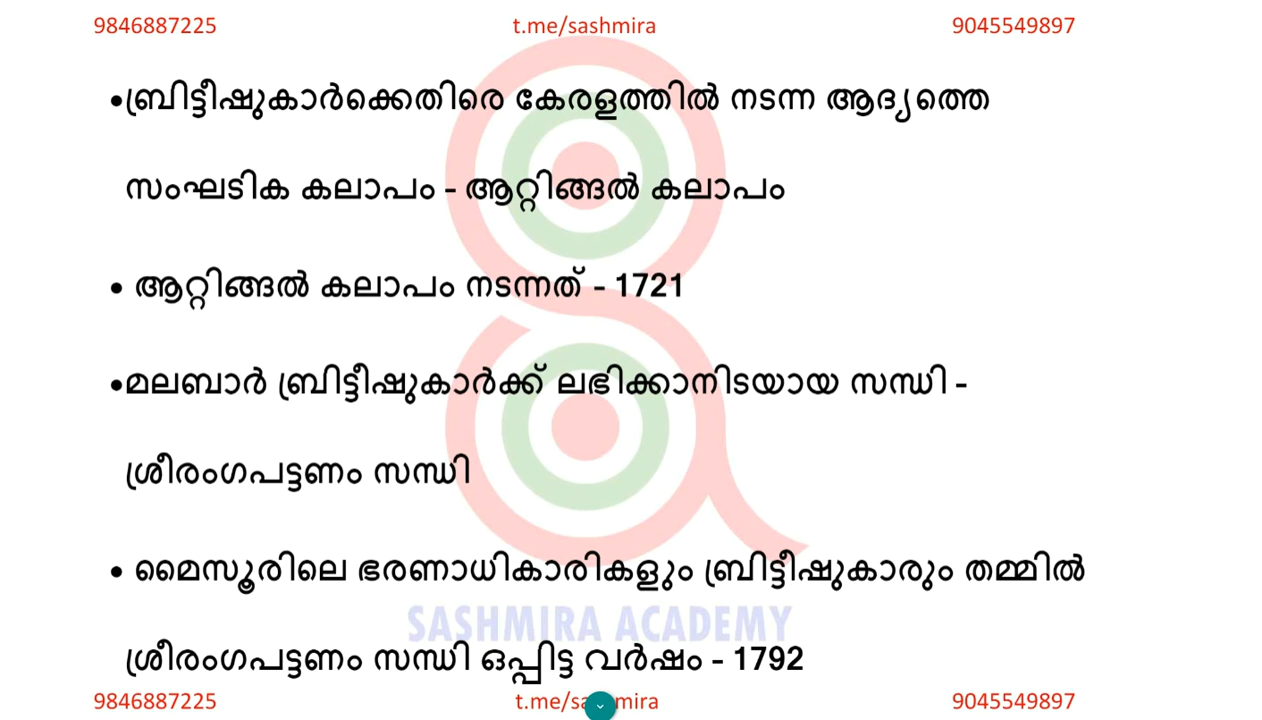 9846887225 t.me/sashmira 9045549897
•ബ്രിട്ടീഷുകാർക്കെതിരെ കേരളത്തിൽ നടന്ന ആദ്യത്തെ
സംഘടിക കലാപം - ആറ്റിങ്ങൽ കലാപം
• ആറ്റിങ്ങൽ കലാപം നടന്നത് - 1721
•മലബാർ ബ്രിട്ടീഷുകാർക്ക് ലഭിക്കാനിടയായ സന്ധി -
ശ്രീരംഗപട്ടണം സന്ധി
• മൈസൂരിലെ ഭരണാധികാരികളും ബ്രിട്ടീഷുകാരും തമ്മിൽ
SASHMIRA ACADEMY
ശ്രീരംഗപട്ടണം സന്ധി ഒപ്പിട്ട വർഷം - 1792
9846887225 9045549897